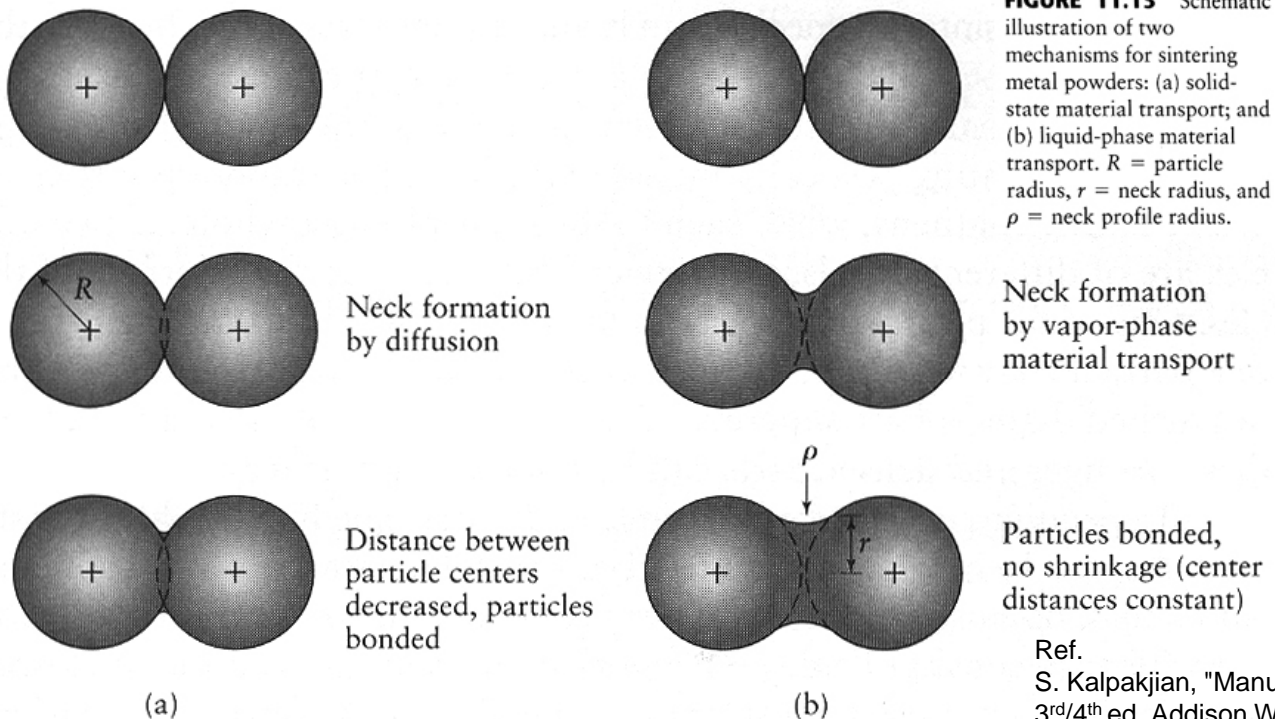 FIGURE 11.15 Schematic
illustration of two
mechanisms for sintering
metal powders: (a) solid-
state material transport; and
(b) liquid-phase material
transport. R = particle
radius, r = neck radius, and
ρ = neck profile radius.
R
Neck formation
by diffusion
Neck formation
by vapor-phase
material transport
Distance between
particle centers
decreased, particles
bonded
ρ
r
Particles bonded,
no shrinkage (center
distances constant)
(a)
(b)
Ref.
S. Kalpakjian, "Manu
3rd/4th ed. Addison W